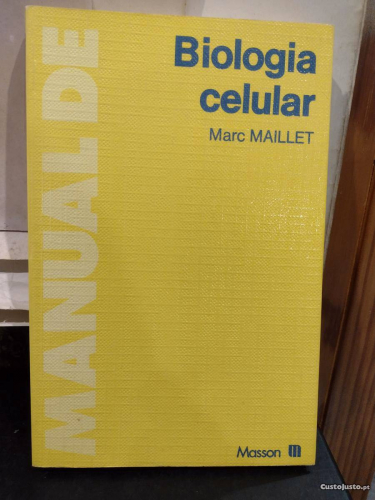 MANUAL DE
Biologia
celular
Marc MAILLET
Masson m
CustoJusto.pt